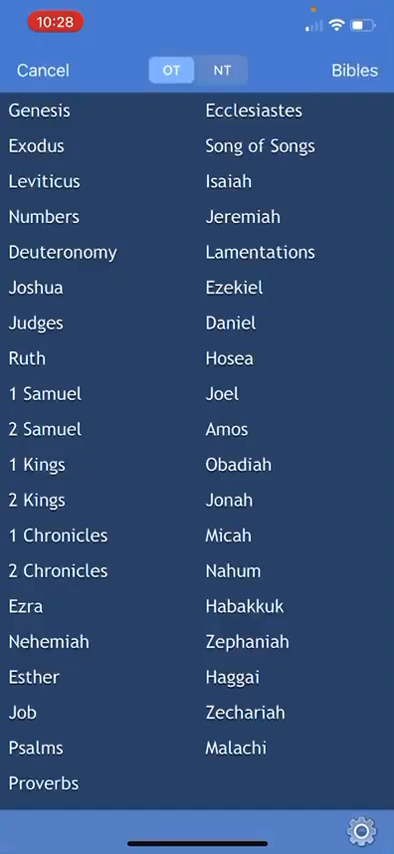 10:28
Cancel
OT
NT
Bibles
Genesis
Exodus
Leviticus
Numbers
Deuteronomy
Joshua
Judges
Ruth
1 Samuel
2 Samuel
1 Kings
2 Kings
1 Chronicles
2 Chronicles
Ezra
Nehemiah
Esther
Job
Psalms
Proverbs
Ecclesiastes
Song of Songs
Isaiah
Jeremiah
Lamentations
Ezekiel
Daniel
Hosea
Joel
Amos
Obadiah
Jonah
Micah
Nahum
Habakkuk
Zephaniah
Haggai
Zechariah
Malachi